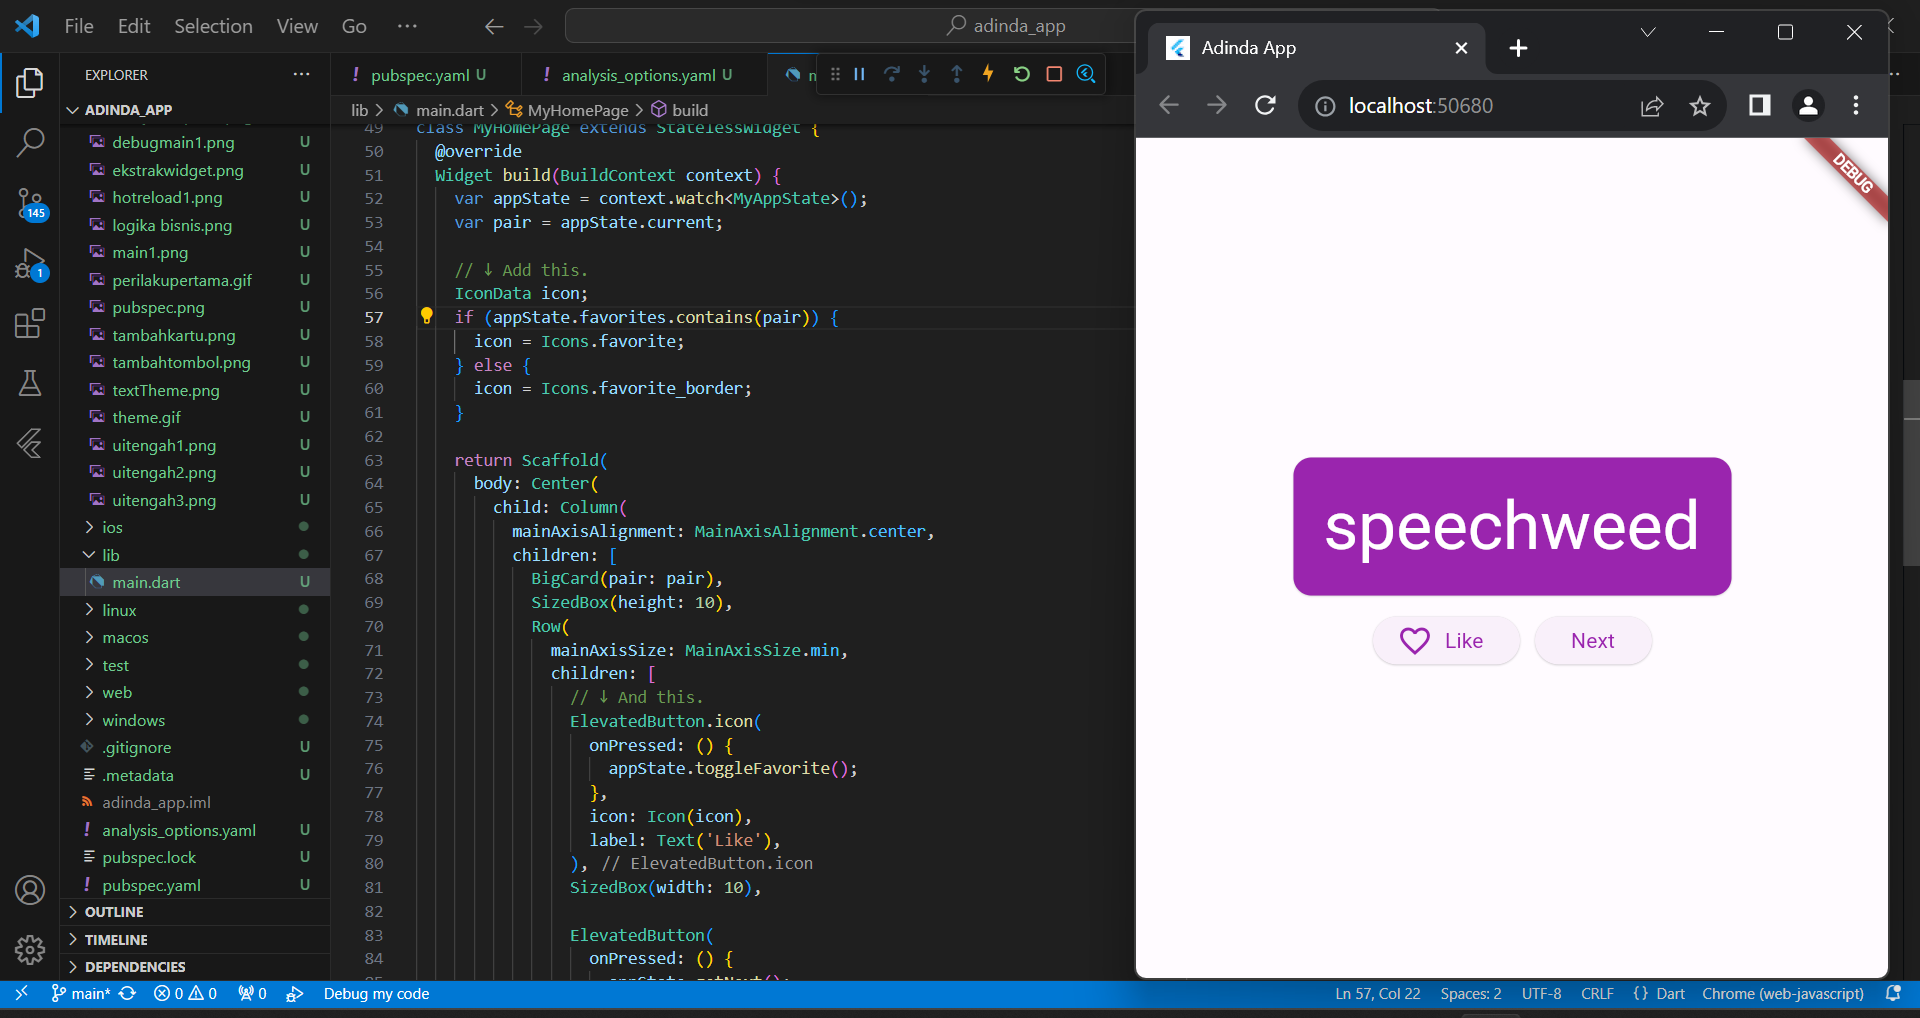 File Edit Selection View Go ··· adinda_app
EXPLORER ···
ADINDA_APP
debugmain1.png U
ekstrakwidget.png U
hotreload1.png U
logika bisnis.png U
main1.png U
perilakupertama.gif U
pubspec.png U
tambahkartu.png U
tambahtombol.png U
textTheme.png U
theme.gif U
uitengah1.png U
uitengah2.png U
uitengah3.png U
ios
lib
main.dart U
linux
macos
test
web
windows
.gitignore U
.metadata U
adinda_app.iml
analysis_options.yaml U
pubspec.lock U
pubspec.yaml U
OUTLINE
TIMELINE
DEPENDENCIES
145
1
pubspec.yaml U analysis_options.yaml U
lib > main.dart > MyHomePage > build
49 class MyHomePage extends StatelessWidget {
50 @override
51 Widget build(BuildContext context) {
52 var appState = context.watch<MyAppState>();
53 var pair = appState.current;
54
55 // ↓ Add this.
56 IconData icon;
57 if (appState.favorites.contains(pair)) {
58 icon = Icons.favorite;
59 } else {
60 icon = Icons.favorite_border;
61 }
62
63 return Scaffold(
64 body: Center(
65 child: Column(
66 mainAxisAlignment: MainAxisAlignment.center,
67 children: [
68 BigCard(pair: pair),
69 SizedBox(height: 10),
70 Row(
71 mainAxisSize: MainAxisSize.min,
72 children: [
73 // ↓ And this.
74 ElevatedButton.icon(
75 onPressed: () {
76 appState.toggleFavorite();
77 },
78 icon: Icon(icon),
79 label: Text('Like'),
80 ), // ElevatedButton.icon
81 SizedBox(width: 10),
82
83 ElevatedButton(
84 onPressed: () {
Adinda App
localhost:50680
DEBUG
speechweed
Like Next
main* 0 0 0 Debug my code
Ln 57, Col 22 Spaces: 2 UTF-8 CRLF {} Dart Chrome (web-javascript)